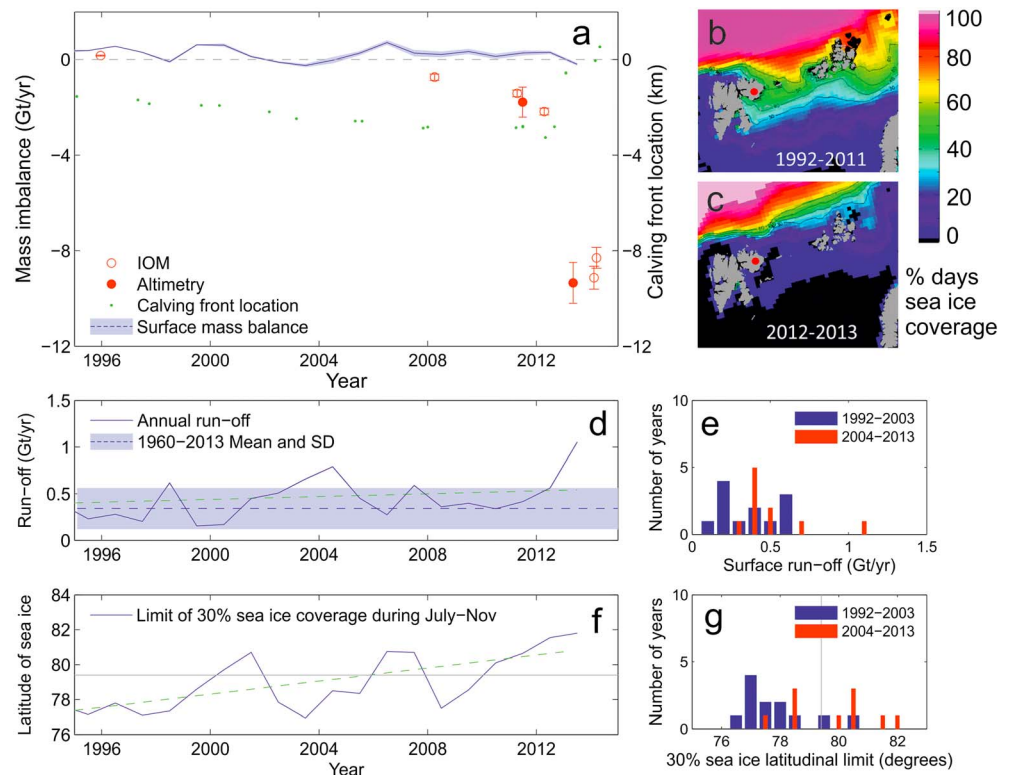 a
Mass imbalance (Gt/yr)
0
−4
−8
−12
0
−4
−8
−12
Calving front location (km)
IOM
Altimetry
Calving front location
Surface mass balance
1996 2000 2004 2008 2012
Year
b
1992-2011
c
2012-2013
100
80
60
40
20
0
% days
sea ice
coverage
d
Run−off (Gt/yr)
1.5
1
0.5
0
Annual run−off
1960−2013 Mean and SD
1996 2000 2004 2008 2012
e
Number of years
10
5
0
1992−2003
2004−2013
0 0.5 1 1.5
Surface run−off (Gt/yr)
f
Latitude of sea ice
84
82
80
78
76
Limit of 30% sea ice coverage during July−Nov
1996 2000 2004 2008 2012
Year
g
Number of years
10
5
0
1992−2003
2004−2013
76 78 80 82
30% sea ice latitudinal limit (degrees)